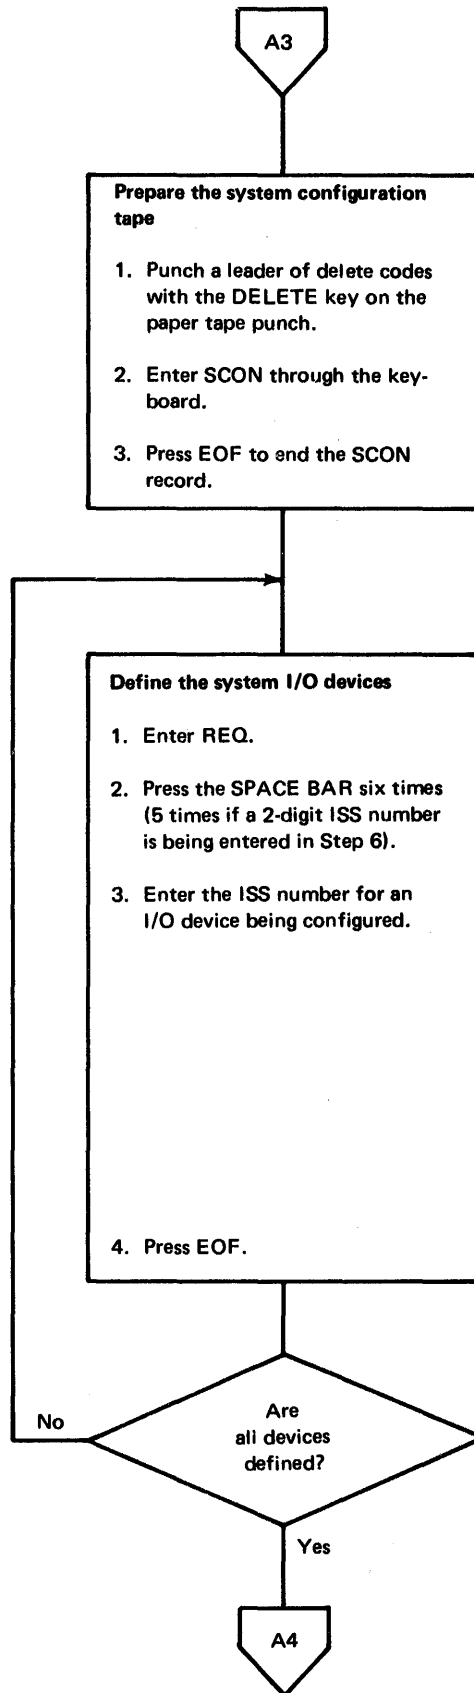 A3
Prepare the system configuration
tape
1. Punch a leader of delete codes
with the DELETE key on the
paper tape punch.
2. Enter SCON through the key-
board.
3. Press EOF to end the SCON
record.
Define the system I/O devices
1. Enter REQ.
2. Press the SPACE BAR six times
(5 times if a 2-digit ISS number
is being entered in Step 6).
3. Enter the ISS number for an
I/O device being configured.
4. Press EOF.
Are
all devices
defined?
No
Yes
A4